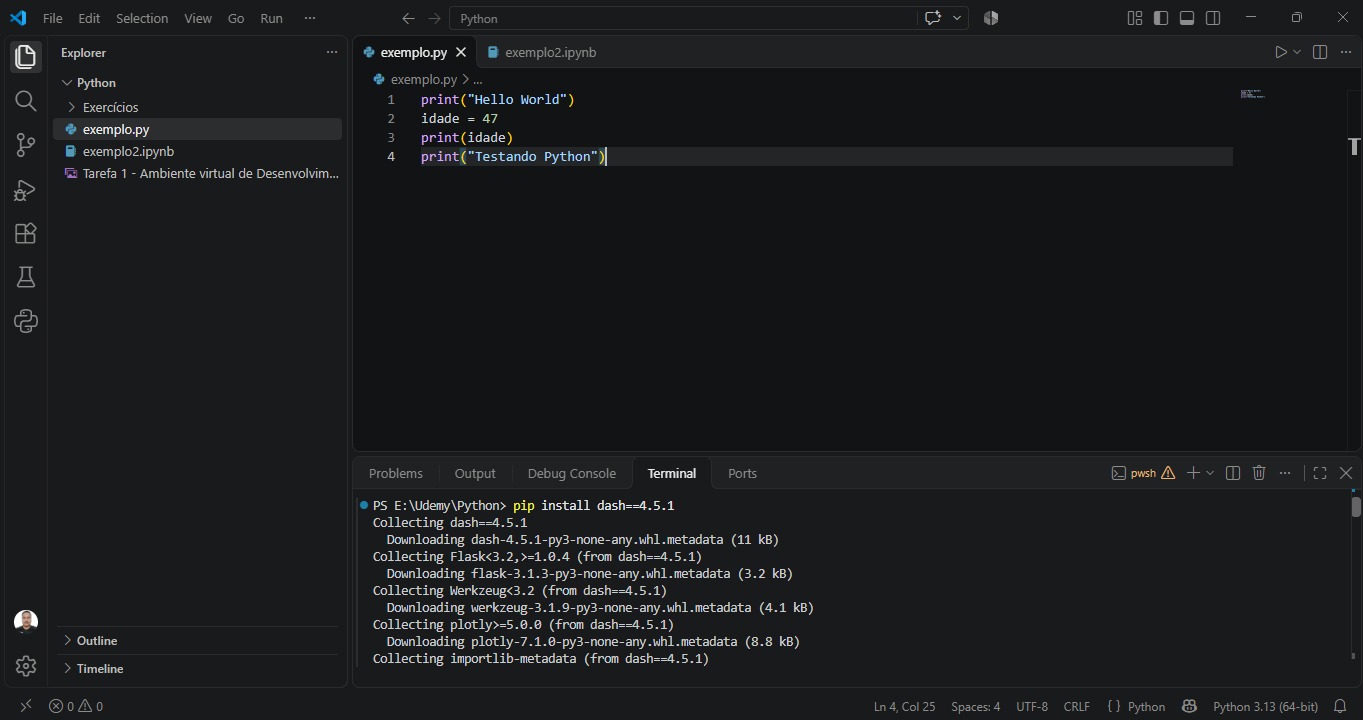 File Edit Selection View Go Run ···
Python
Explorer ···
Python
Exercícios
exemplo.py
exemplo2.ipynb
Tarefa 1 - Ambiente virtual de Desenvolvim...
Outline
Timeline
exemplo.py exemplo2.ipynb
exemplo.py > ...
1 print("Hello World")
2 idade = 47
3 print(idade)
4 print("Testando Python")
Problems Output Debug Console Terminal Ports
pwsh
PS E:\Udemy\Python> pip install dash==4.5.1
Collecting dash==4.5.1
Downloading dash-4.5.1-py3-none-any.whl.metadata (11 kB)
Collecting Flask<3.2,>=1.0.4 (from dash==4.5.1)
Downloading flask-3.1.3-py3-none-any.whl.metadata (3.2 kB)
Collecting Werkzeug<3.2 (from dash==4.5.1)
Downloading werkzeug-3.1.9-py3-none-any.whl.metadata (4.1 kB)
Collecting plotly>=5.0.0 (from dash==4.5.1)
Downloading plotly-7.1.0-py3-none-any.whl.metadata (8.8 kB)
Collecting importlib-metadata (from dash==4.5.1)
0 0 Ln 4, Col 25 Spaces: 4 UTF-8 CRLF { } Python Python 3.13 (64-bit)